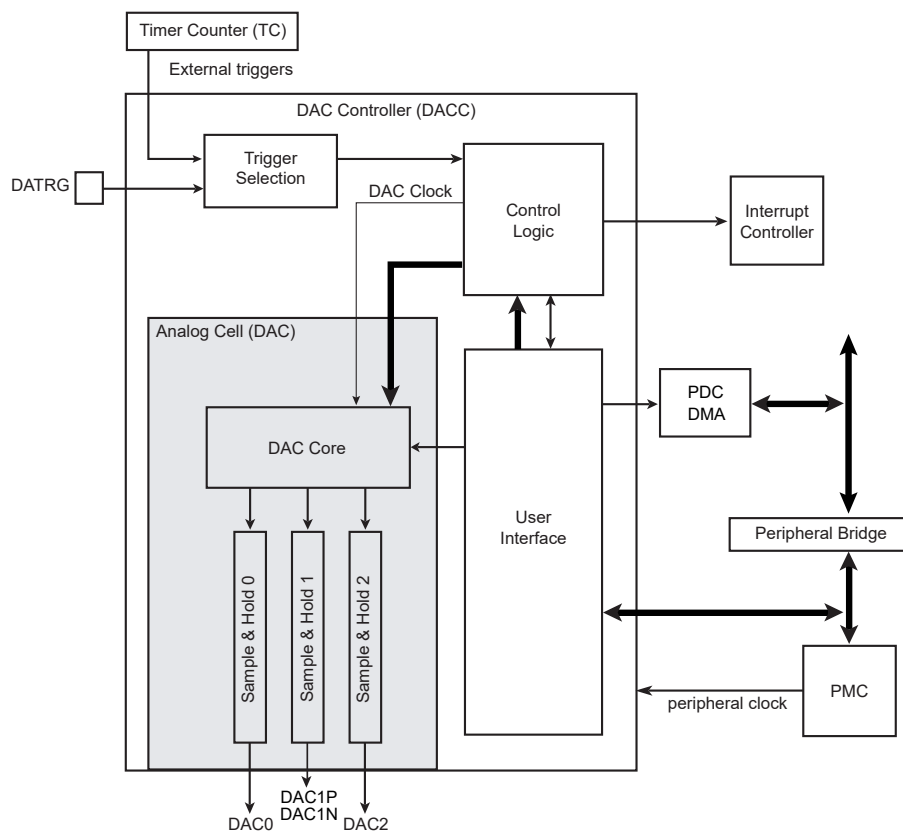 Timer Counter (TC)
External triggers
DAC Controller (DACC)
Trigger
Selection
DATRG
DAC Clock
Control
Logic
Interrupt
Controller
Analog Cell (DAC)
PDC
DMA
DAC Core
User
Interface
Peripheral Bridge
Sample & Hold 0
Sample & Hold 1
Sample & Hold 2
PMC
peripheral clock
DAC0
DAC1P
DAC1N
DAC2